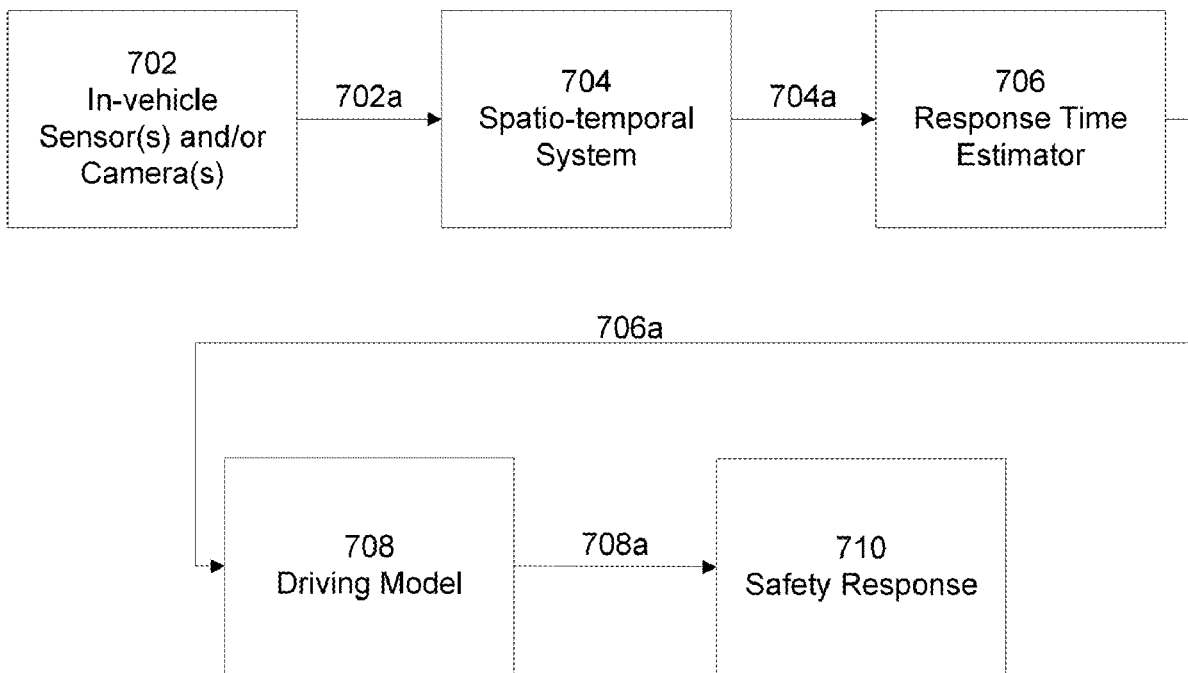 702
In-vehicle
Sensor(s) and/or
Camera(s)
702a
704
Spatio-temporal
System
704a
706
Response Time
Estimator
706a
708
Driving Model
708a
710
Safety Response